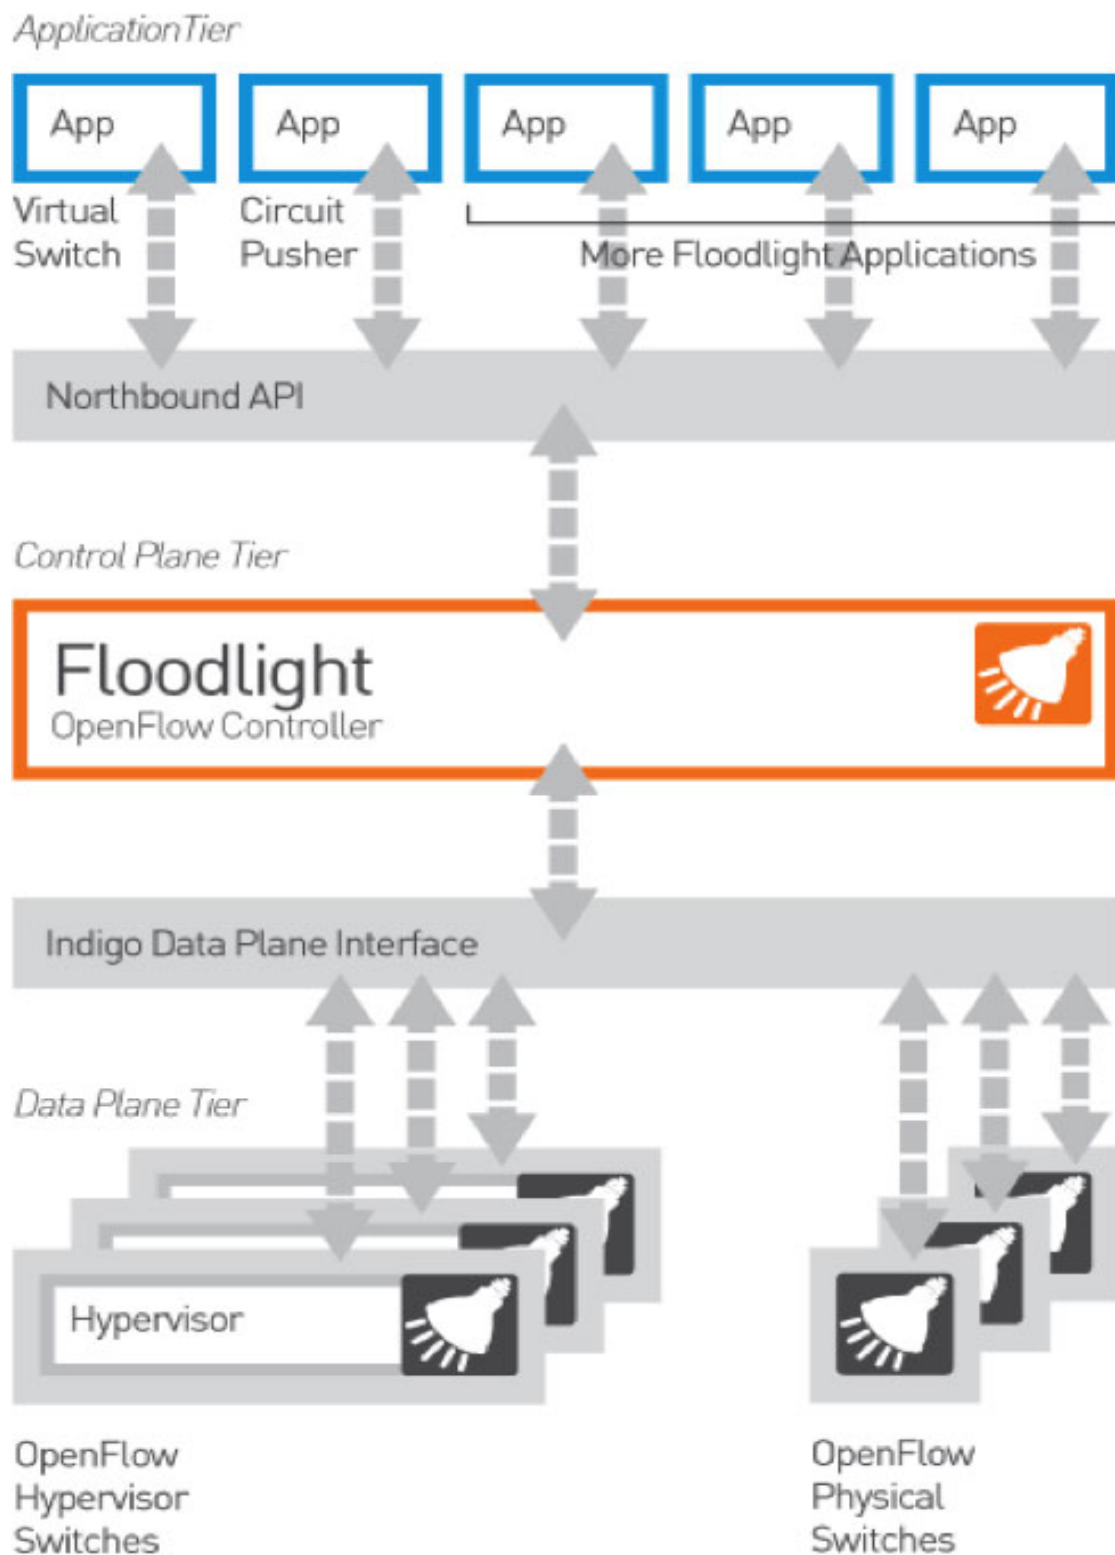 ApplicationTier
App App App App App
Virtual Circuit
Switch Pusher More Floodlight Applications
Northbound API
Control Plane Tier
Floodlight
OpenFlow Controller
Indigo Data Plane Interface
Data Plane Tier
Hypervisor
OpenFlow OpenFlow
Hypervisor Physical
Switches Switches